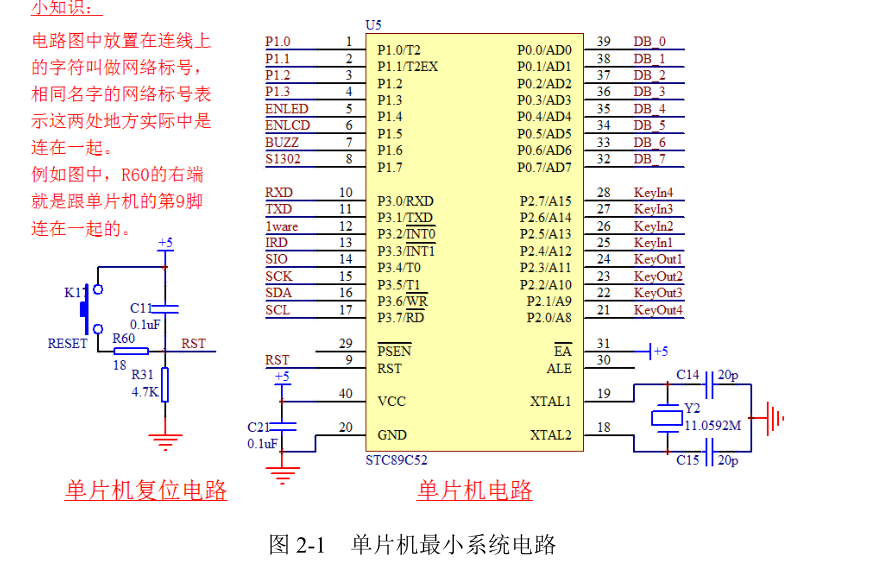 小知识：
电路图中放置在连线上
的字符叫做网络标号，
相同名字的网络标号表
示这两处地方实际中是
连在一起。
例如图中，R60的右端
就是跟单片机的第9脚
连在一起的。
+5
K1
C11
0.1uF
RESET
R60
18
RST
R31
4.7K
单片机复位电路
U5
P1.0 1 P1.0/T2 P0.0/AD0 39 DB_0
P1.1 2 P1.1/T2EX P0.1/AD1 38 DB_1
P1.2 3 P1.2 P0.2/AD2 37 DB_2
P1.3 4 P1.3 P0.3/AD3 36 DB_3
ENLED 5 P1.4 P0.4/AD4 35 DB_4
ENLCD 6 P1.5 P0.5/AD5 34 DB_5
BUZZ 7 P1.6 P0.6/AD6 33 DB_6
S1302 8 P1.7 P0.7/AD7 32 DB_7
RXD 10 P3.0/RXD P2.7/A15 28 KeyIn4
TXD 11 P3.1/TXD P2.6/A14 27 KeyIn3
1ware 12 P3.2/INT0 P2.5/A13 26 KeyIn2
IRD 13 P3.3/INT1 P2.4/A12 25 KeyIn1
SIO 14 P3.4/T0 P2.3/A11 24 KeyOut1
SCK 15 P3.5/T1 P2.2/A10 23 KeyOut2
SDA 16 P3.6/WR P2.1/A9 22 KeyOut3
SCL 17 P3.7/RD P2.0/A8 21 KeyOut4
29 PSEN EA 31 +5
RST 9 RST ALE 30
+5
40 VCC XTAL1 19
C21
0.1uF
20 GND XTAL2 18
STC89C52
C14 20p
Y2
11.0592M
C15 20p
单片机电路
图 2-1 单片机最小系统电路